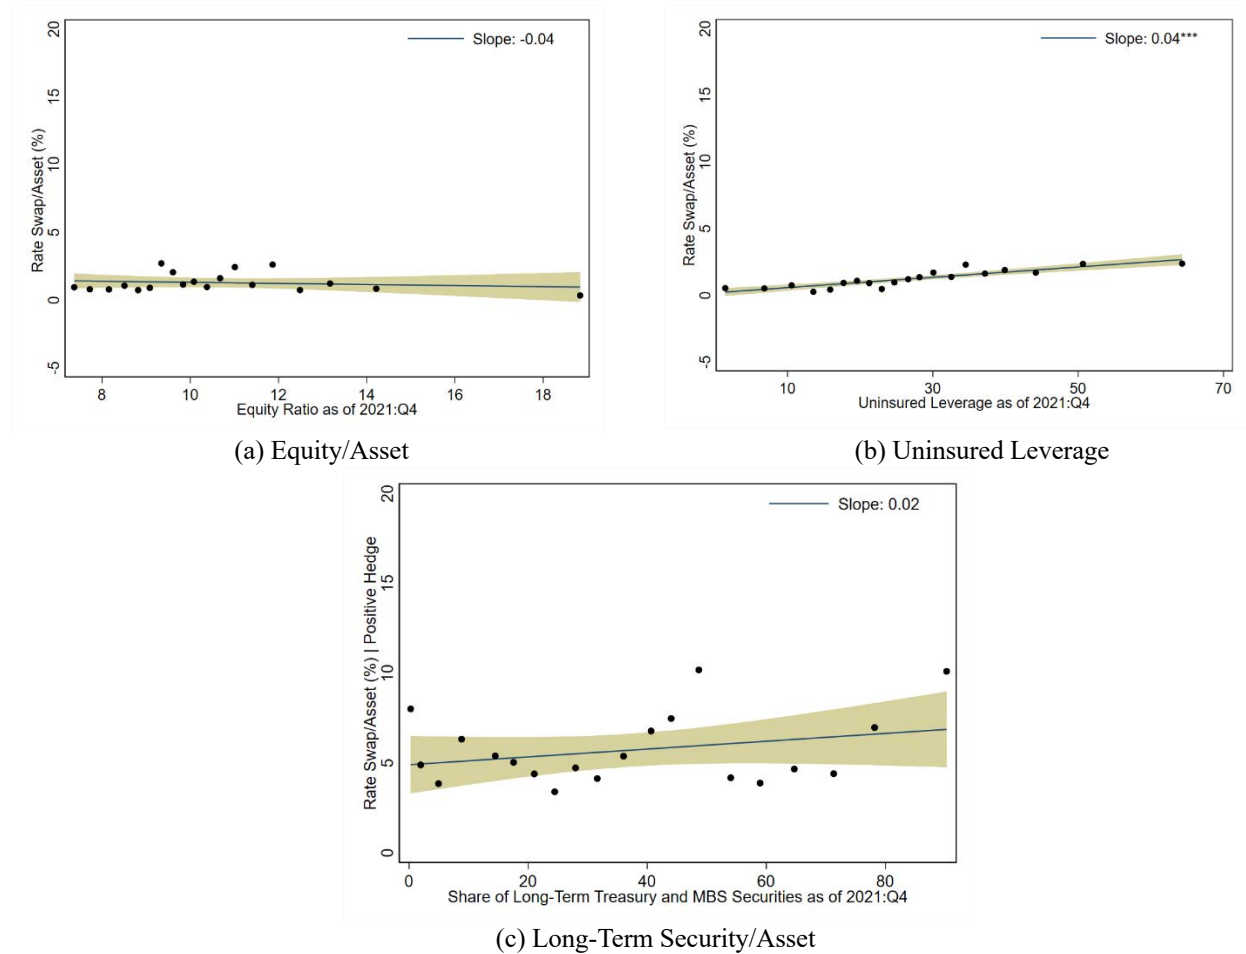 Slope: -0.04
Rate Swap/Asset (%)
20
15
10
5
0
-5
8 10 12 14 16 18
Equity Ratio as of 2021:Q4
(a) Equity/Asset
Slope: 0.04***
Rate Swap/Asset (%)
20
15
10
5
0
-5
10 30 50 70
Uninsured Leverage as of 2021:Q4
(b) Uninsured Leverage
Slope: 0.02
Rate Swap/Asset (%) | Positive Hedge
20
15
10
5
0
0 20 40 60 80
Share of Long-Term Treasury and MBS Securities as of 2021:Q4
(c) Long-Term Security/Asset